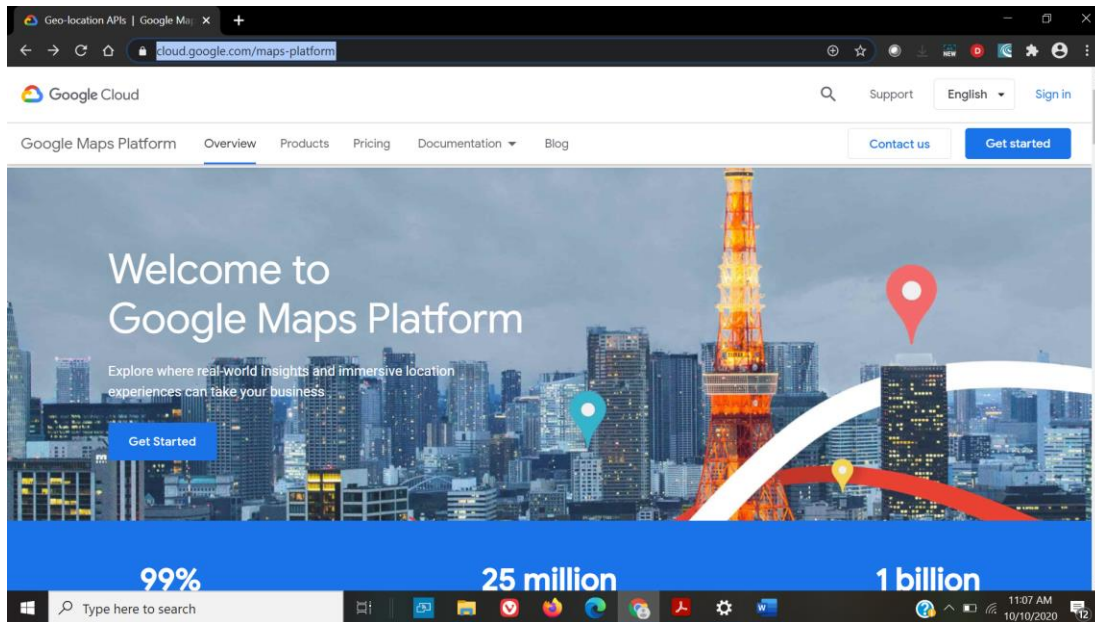 Geo-location APIs | Google Map
cloud.google.com/maps-platform
NEW
D
Google Cloud
Support
English
Sign in
Google Maps Platform
Overview
Products
Pricing
Documentation
Blog
Contact us
Get started
Welcome to
Google Maps Platform
Explore where real-world insights and immersive location
experiences can take your business
Get Started
99%
25 million
1 billion
Type here to search
W
11:07 AM
10/10/2020
12